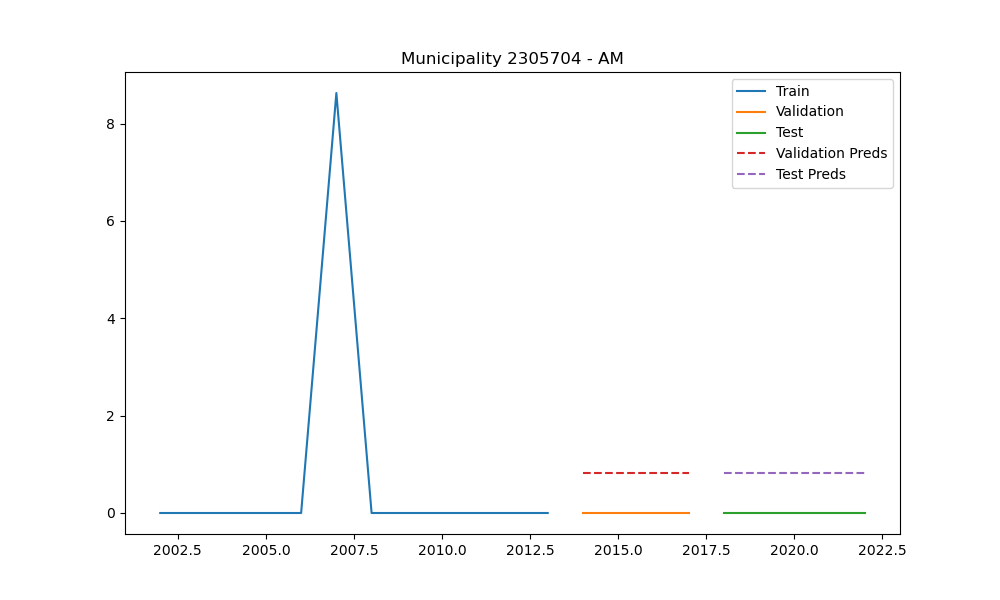 Municipality 2305704 - AM
Train
Validation
Test
Validation Preds
Test Preds
8
6
4
2
0
2002.5 2005.0 2007.5 2010.0 2012.5 2015.0 2017.5 2020.0 2022.5